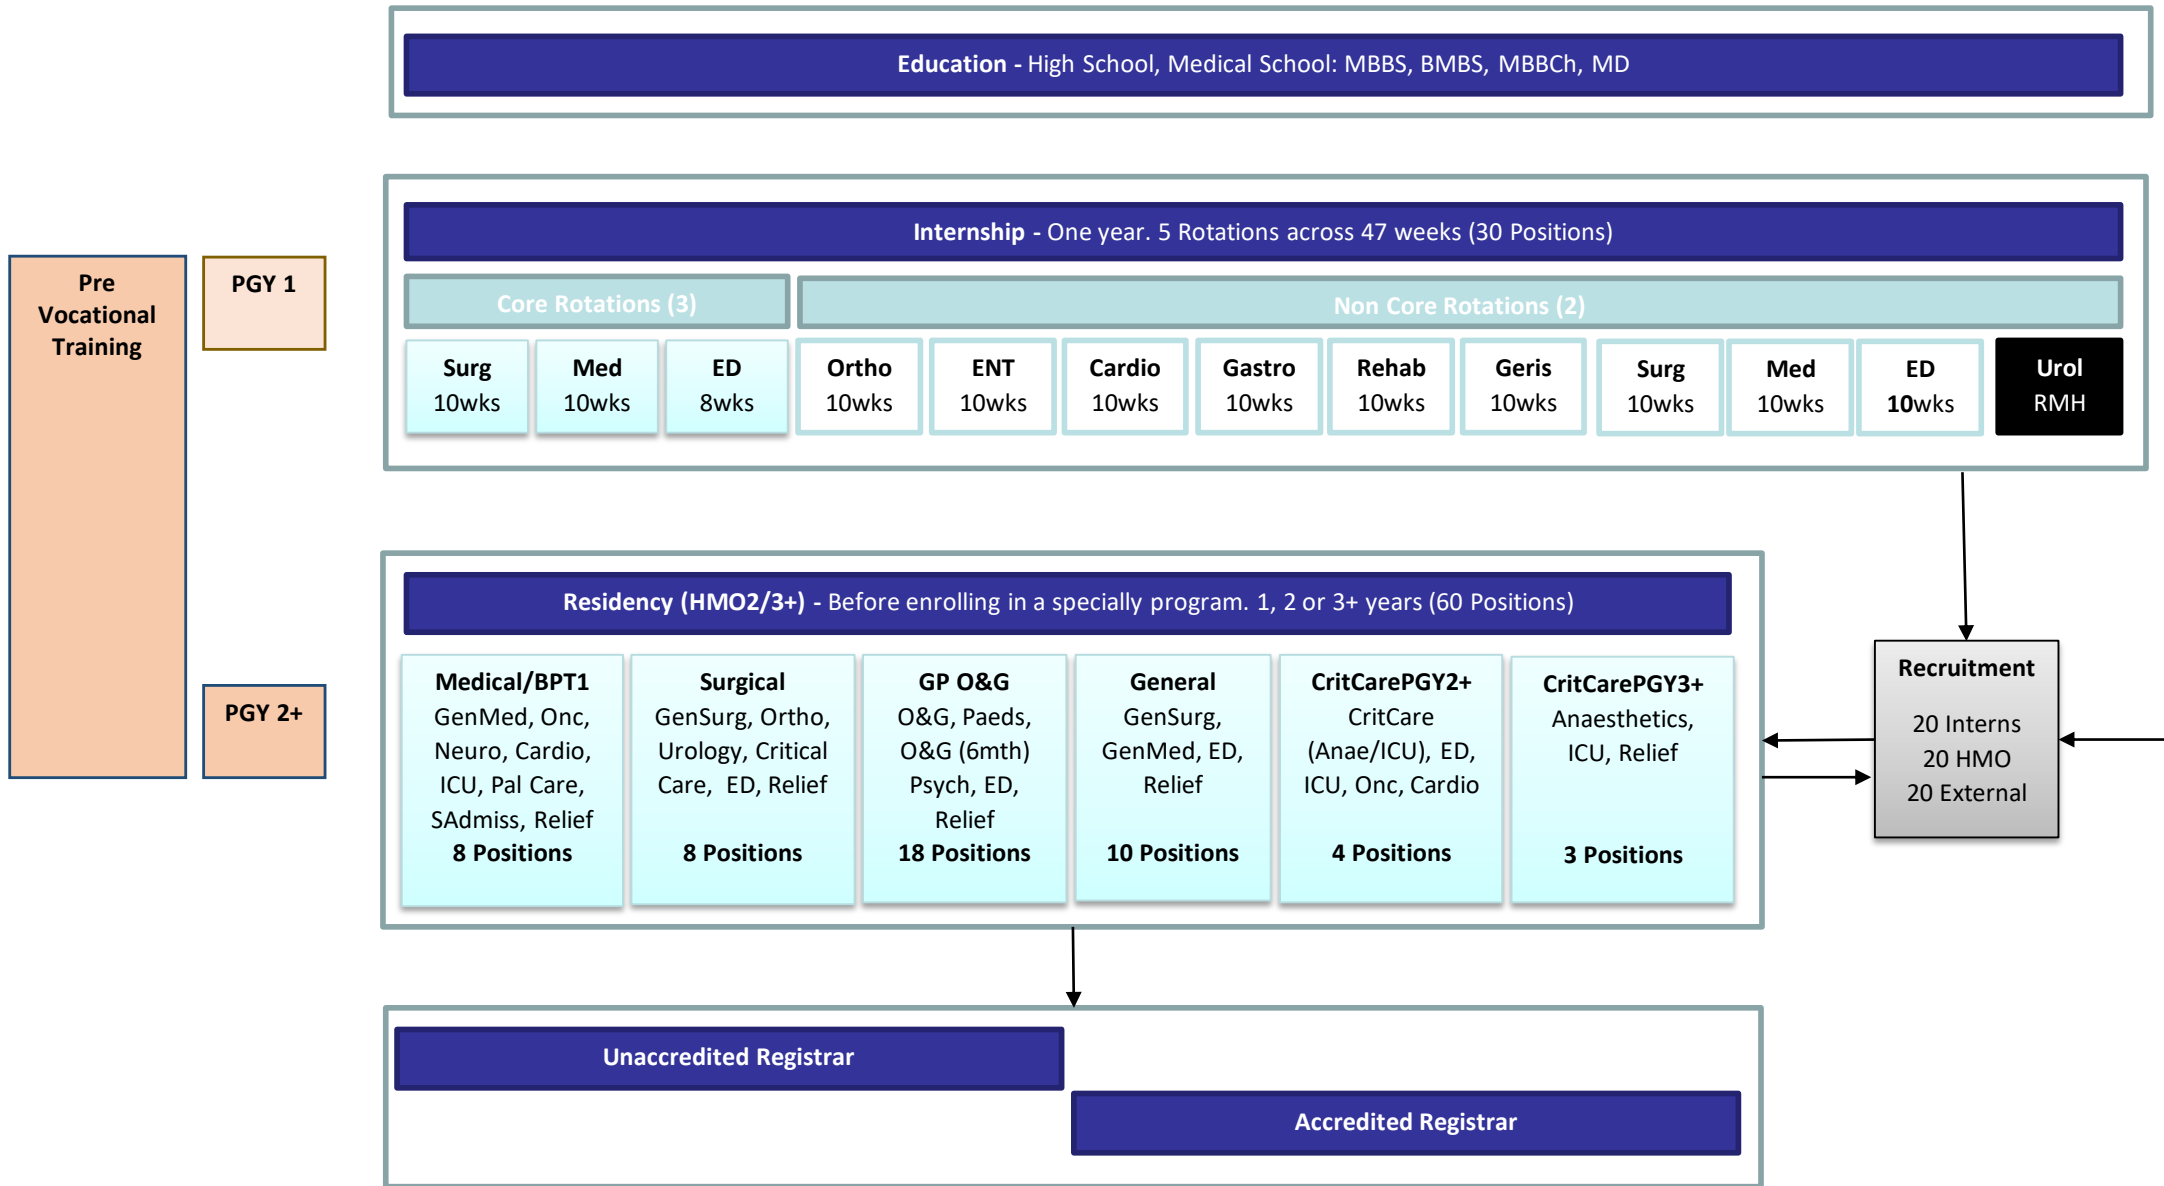 Education - High School, Medical School: MBBS, BMBS, MBBCh, MD
Internship - One year. 5 Rotations across 47 weeks (30 Positions)
Pre
Vocational
Training
PGY 1
Core Rotations (3)
Non Core Rotations (2)
Surg
10wks
Med
10wks
ED
8wks
Ortho
10wks
ENT
10wks
Cardio
10wks
Gastro
10wks
Rehab
10wks
Geris
10wks
Surg
10wks
Med
10wks
ED
10wks
Urol
RMH
Residency (HMO2/3+) - Before enrolling in a specially program. 1, 2 or 3+ years (60 Positions)
PGY 2+
Medical/BPT1
GenMed, Onc,
Neuro, Cardio,
ICU, Pal Care,
SAdmiss, Relief
8 Positions
Surgical
GenSurg, Ortho,
Urology, Critical
Care, ED, Relief
8 Positions
GP O&G
O&G, Paeds,
O&G (6mth)
Psych, ED,
Relief
18 Positions
General
GenSurg,
GenMed, ED,
Relief
10 Positions
CritCarePGY2+
CritCare
(Anae/ICU), ED,
ICU, Onc, Cardio
4 Positions
CritCarePGY3+
Anaesthetics,
ICU, Relief
3 Positions
Recruitment
20 Interns
20 HMO
20 External
Unaccredited Registrar
Accredited Registrar